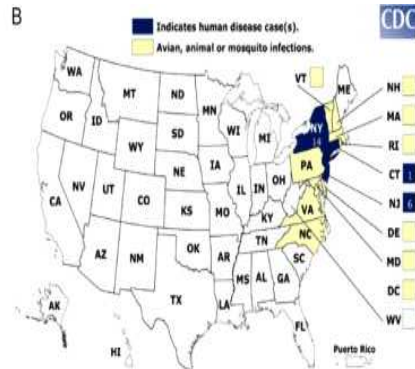 B
Indicates human disease case(s).
Avian, animal or mosquito infections.
CDC
WA
MT
ND
MN
VT
ME
NH
OR
ID
SD
WI
MI
NY
14
MA
WY
RI
NE
IA
PA
CT 1
NV
UT
CO
IL
IN
OH
NJ 6
CA
KS
MO
KY
VA
DE
AZ
NM
OK
AR
TN
NC
MD
MS
AL
GA
SC
DC
TX
LA
WV
AK
FL
HI
Puerto Rico